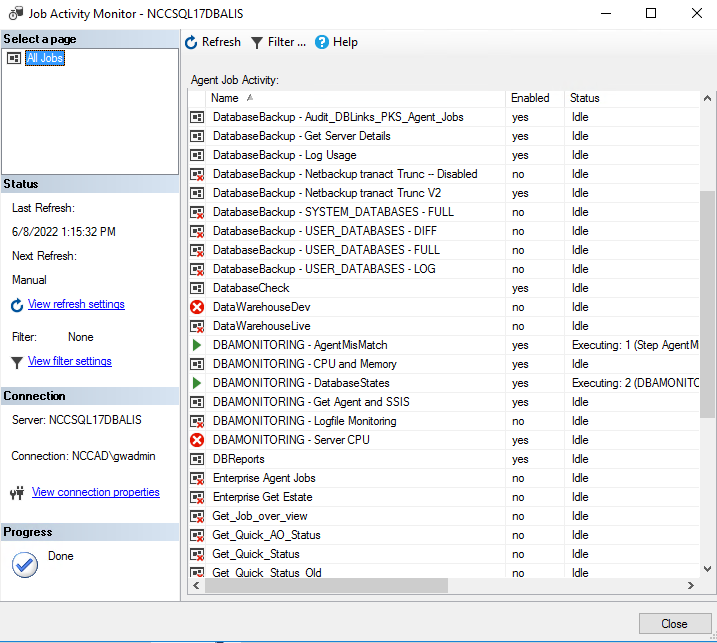 Job Activity Monitor - NCCSQL17DBALIS
Select a page
All Jobs
Status
Last Refresh:
6/8/2022 1:15:32 PM
Next Refresh:
Manual
View refresh settings
Filter: None
View filter settings
Connection
Server: NCCSQL17DBALIS
Connection: NCCAD\gwadmin
View connection properties
Progress
Done
Refresh Filter ... Help
Agent Job Activity:
Name Enabled Status
DatabaseBackup - Audit_DBLinks_PKS_Agent_Jobs yes Idle
DatabaseBackup - Get Server Details yes Idle
DatabaseBackup - Log Usage yes Idle
DatabaseBackup - Netbackup tranact Trunc -- Disabled no Idle
DatabaseBackup - Netbackup tranact Trunc V2 yes Idle
DatabaseBackup - SYSTEM_DATABASES - FULL no Idle
DatabaseBackup - USER_DATABASES - DIFF no Idle
DatabaseBackup - USER_DATABASES - FULL no Idle
DatabaseBackup - USER_DATABASES - LOG no Idle
DatabaseCheck yes Idle
DataWarehouseDev no Idle
DataWarehouseLive no Idle
DBAMONITORING - AgentMisMatch yes Executing: 1 (Step AgentM
DBAMONITORING - CPU and Memory yes Idle
DBAMONITORING - DatabaseStates yes Executing: 2 (DBAMONITO
DBAMONITORING - Get Agent and SSIS yes Idle
DBAMONITORING - Logfile Monitoring no Idle
DBAMONITORING - Server CPU yes Idle
DBReports yes Idle
Enterprise Agent Jobs no Idle
Enterprise Get Estate no Idle
Get_Job_over_view no Idle
Get_Quick_AO_Status no Idle
Get_Quick_Status no Idle
Get_Quick_Status_Old no Idle
Close